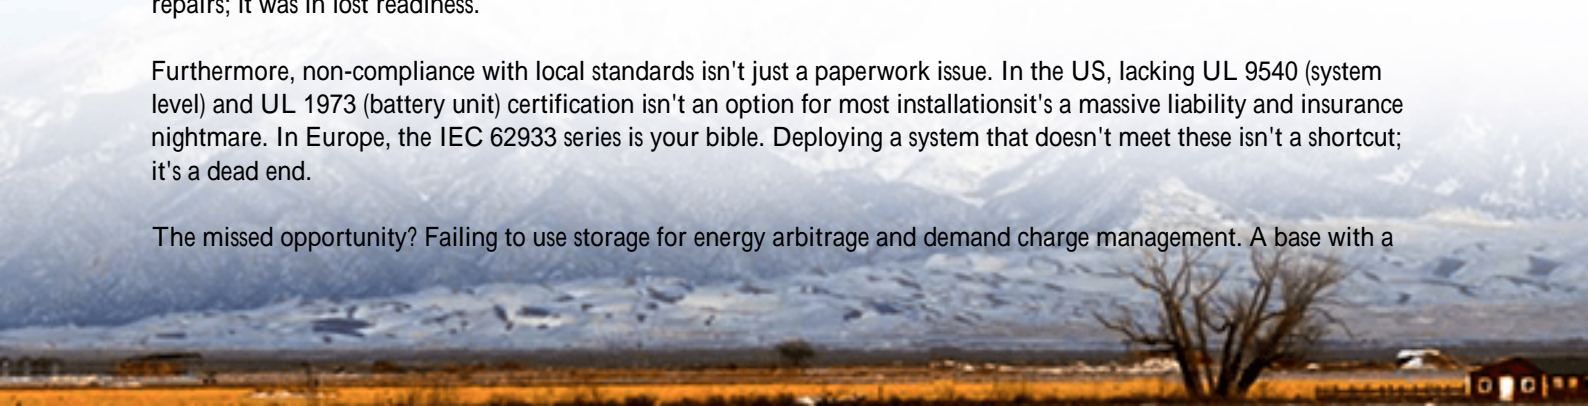 repairs; it was in lost readiness.
Furthermore, non-compliance with local standards isn't just a paperwork issue. In the US, lacking UL 9540 (system
level) and UL 1973 (battery unit) certification isn't an option for most installationsit's a massive liability and insurance
nightmare. In Europe, the IEC 62933 series is your bible. Deploying a system that doesn't meet these isn't a shortcut;
it's a dead end.
The missed opportunity? Failing to use storage for energy arbitrage and demand charge management. A base with a